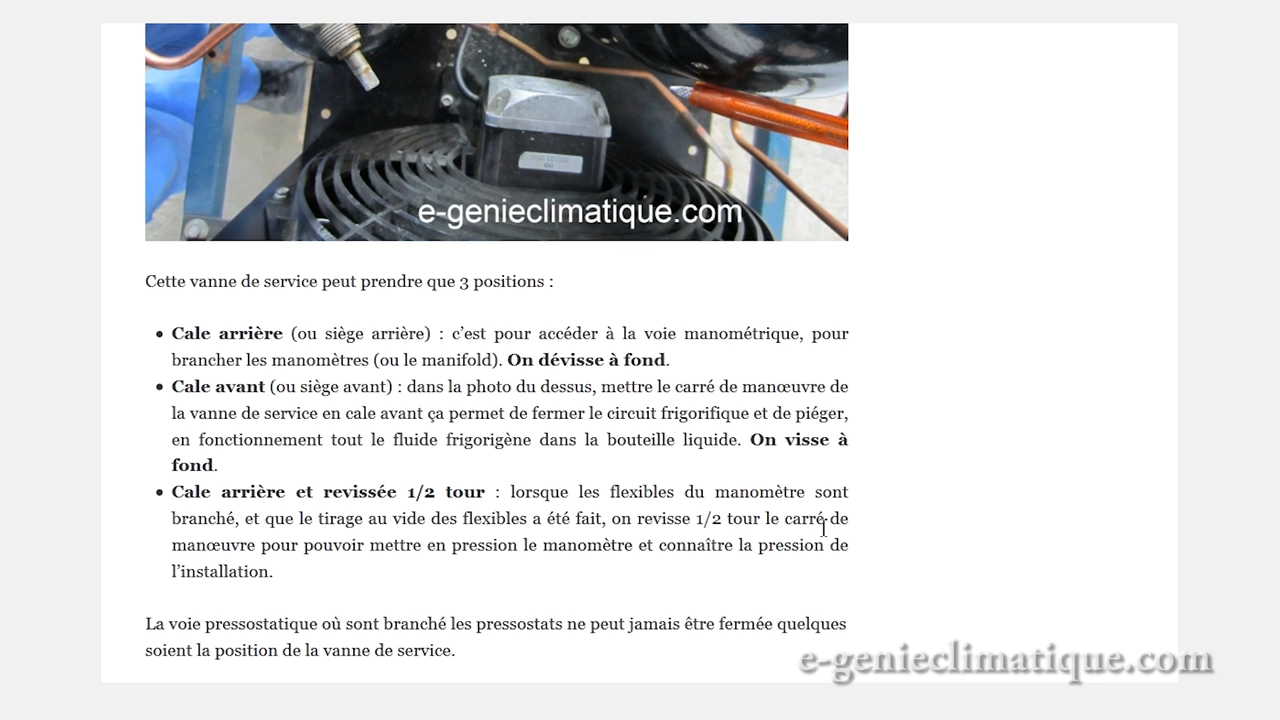 e-genieclimatique.com
Cette vanne de service peut prendre que 3 positions :
• Cale arrière (ou siège arrière) : c’est pour accéder à la voie manométrique, pour
brancher les manomètres (ou le manifold). On dévisse à fond.
• Cale avant (ou siège avant) : dans la photo du dessus, mettre le carré de manœuvre de
la vanne de service en cale avant ça permet de fermer le circuit frigorifique et de piéger,
en fonctionnement tout le fluide frigorigène dans la bouteille liquide. On visse à
fond.
• Cale arrière et revissée 1/2 tour : lorsque les flexibles du manomètre sont
branché, et que le tirage au vide des flexibles a été fait, on revisse 1/2 tour le carré de
manœuvre pour pouvoir mettre en pression le manomètre et connaître la pression de
l’installation.
La voie pressostatique où sont branché les pressostats ne peut jamais être fermée quelques
soient la position de la vanne de service.
e-genieclimatique.com